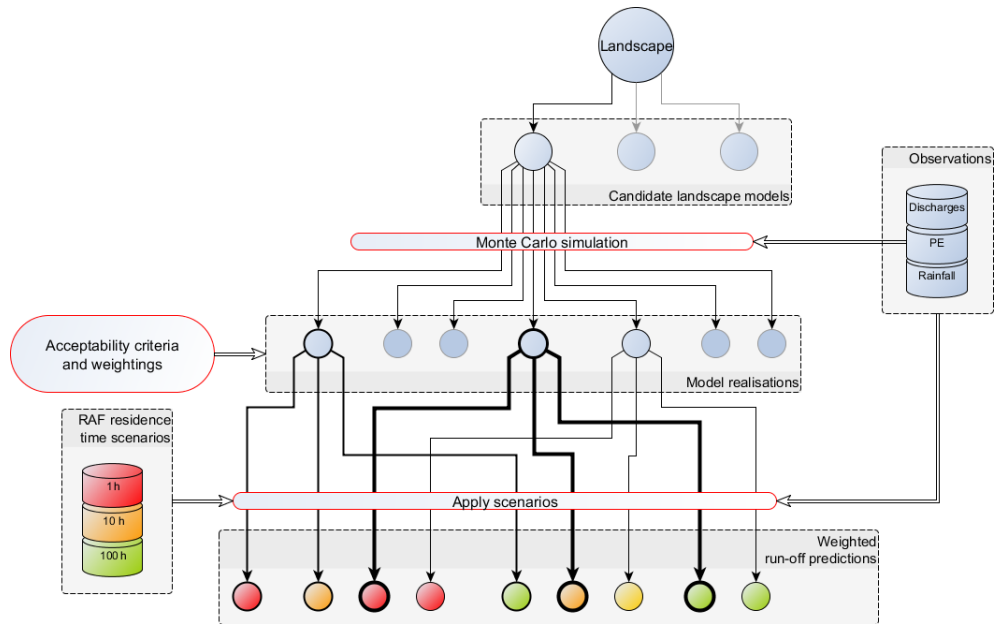 Landscape
Candidate landscape models
Observations
Discharges
PE
Rainfall
Monte Carlo simulation
Acceptability criteria
and weightings
Model realisations
RAF residence
time scenarios
1 h
10 h
100 h
Apply scenarios
Weighted
run-off predictions